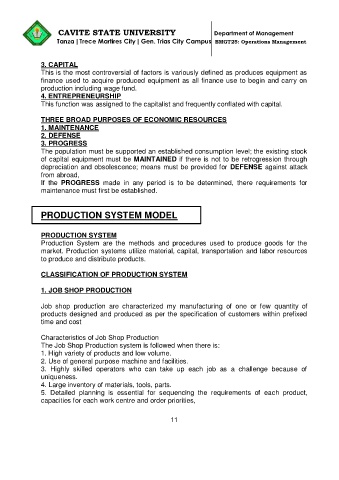 CAVITE STATE UNIVERSITY
Department of Management
Tanza | Trece Martires City | Gen. Trias City Campus
BMGT25: Operations Management
3. CAPITAL
This is the most controversial of factors is variously defined as produces equipment as
finance used to acquire produced equipment as all finance use to begin and carry on
production including wage fund.
4. ENTREPRENEURSHIP
This function was assigned to the capitalist and frequently conflated with capital.
THREE BROAD PURPOSES OF ECONOMIC RESOURCES
1. MAINTENANCE
2. DEFENSE
3. PROGRESS
The population must be supported an established consumption level; the existing stock
of capital equipment must be MAINTAINED if there is not to be retrogression through
depreciation and obsolescence; means must be provided for DEFENSE against attack
from abroad,
If the PROGRESS made in any period is to be determined, there requirements for
maintenance must first be established.
PRODUCTION SYSTEM MODEL
PRODUCTION SYSTEM
Production System are the methods and procedures used to produce goods for the
market. Production systems utilize material, capital, transportation and labor resources
to produce and distribute products.
CLASSIFICATION OF PRODUCTION SYSTEM
1. JOB SHOP PRODUCTION
Job shop production are characterized my manufacturing of one or few quantity of
products designed and produced as per the specification of customers within prefixed
time and cost
Characteristics of Job Shop Production
The Job Shop Production system is followed when there is:
1. High variety of products and low volume.
2. Use of general purpose machine and facilities.
3. Highly skilled operators who can take up each job as a challenge because of
uniqueness.
4. Large inventory of materials, tools, parts.
5. Detailed planning is essential for sequencing the requirements of each product,
capacities for each work centre and order priorities,
11